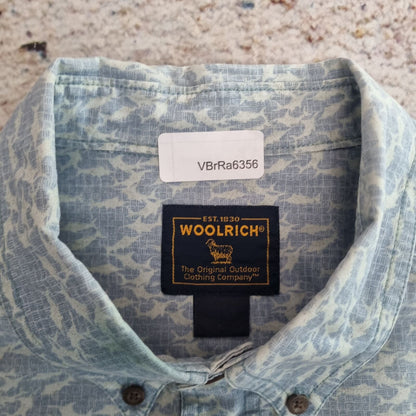 VBrRa6356
EST. 1830
WOOLRICH®
The Original Outdoor
Clothing Company™